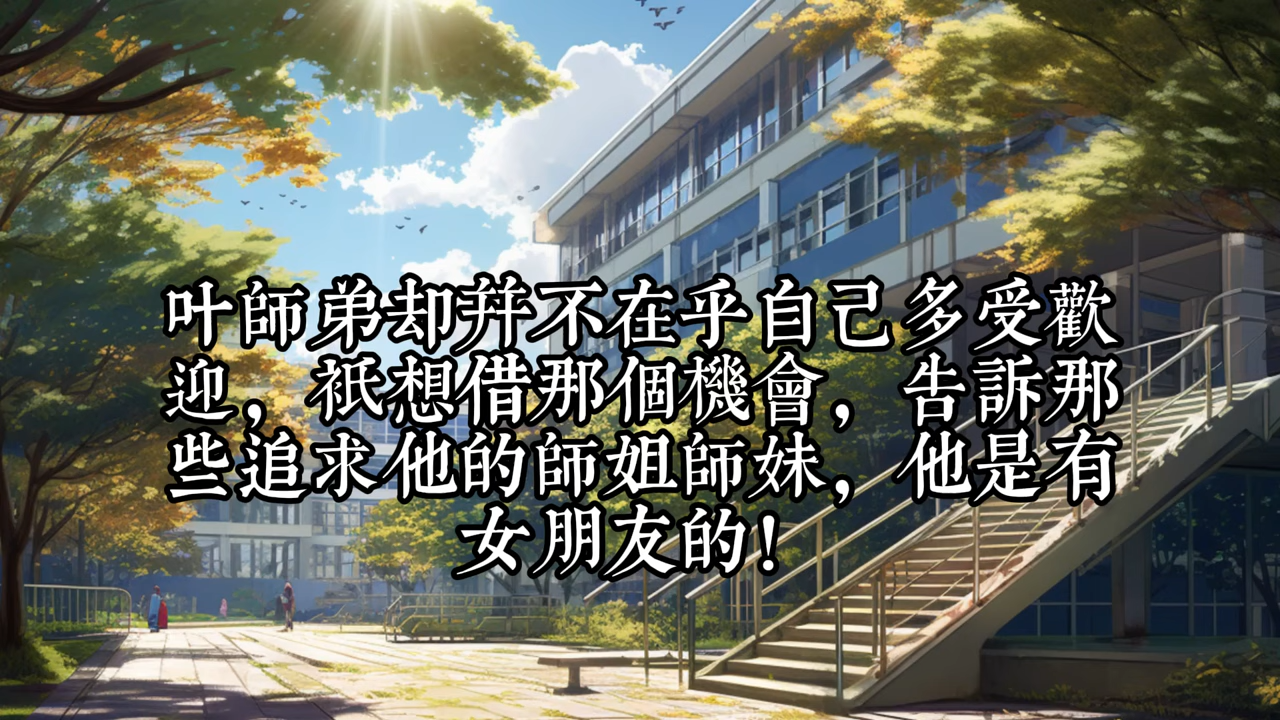 叶師弟却并不在乎自己多受歡
迎，衹想借那個機會，告訴那
些追求他的師姐師妹，他是有
女朋友的！